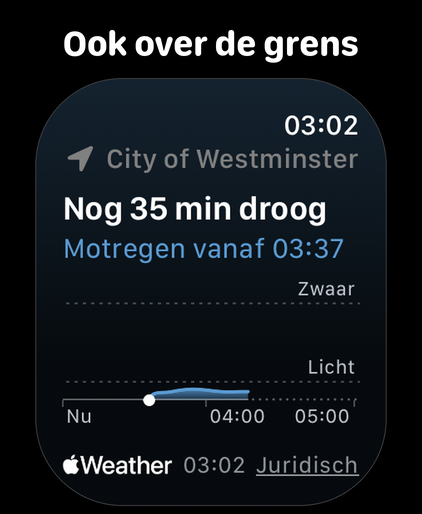 Ook over de grens
03:02
City of Westminster
Nog 35 min droog
Motregen vanaf 03:37
Zwaar
Licht
Nu 04:00 05:00
Weather 03:02 Juridisch